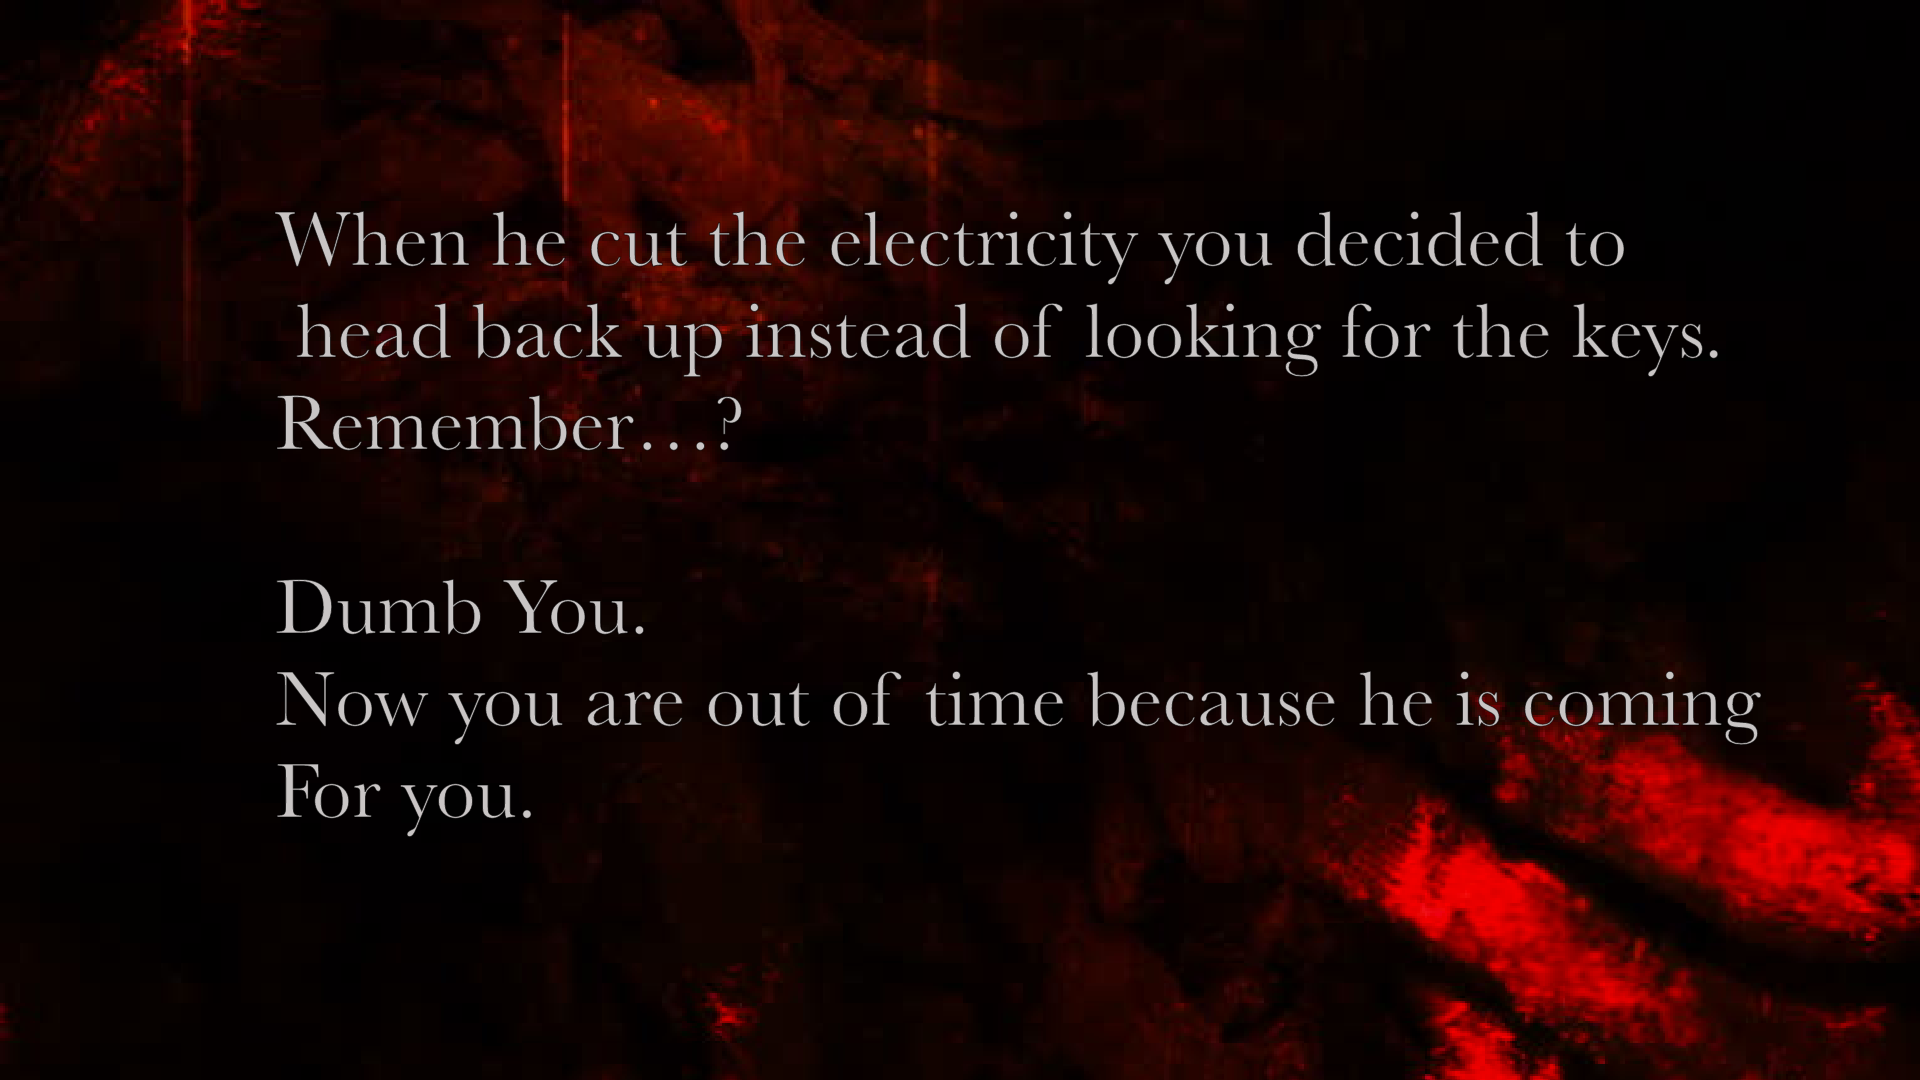 When he cut the electricity you decided to
head back up instead of looking for the keys.
Remember...?
Dumb You.
Now you are out of time because he is coming
For you.